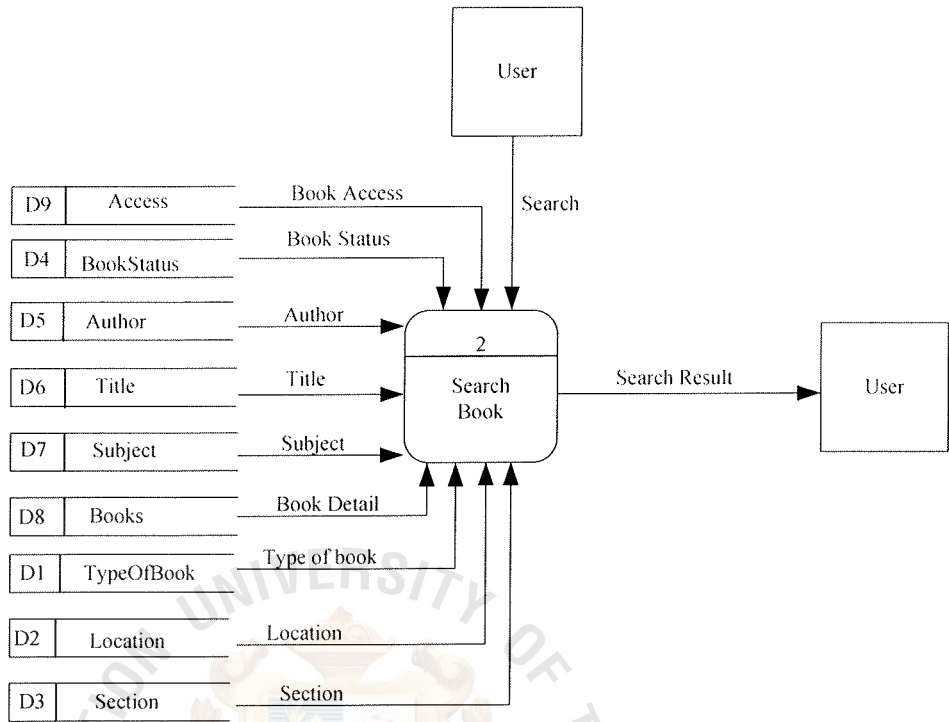 User
D9 Access Book Access
Search
D4 BookStatus Book Status
D5 Author Author
2
D6 Title Title
Search
Book
Search Result
User
D7 Subject Subject
D8 Books Book Detail
D1 TypeOfBook Type of book
D2 Location Location
D3 Section Section
UNIVERSITY OF